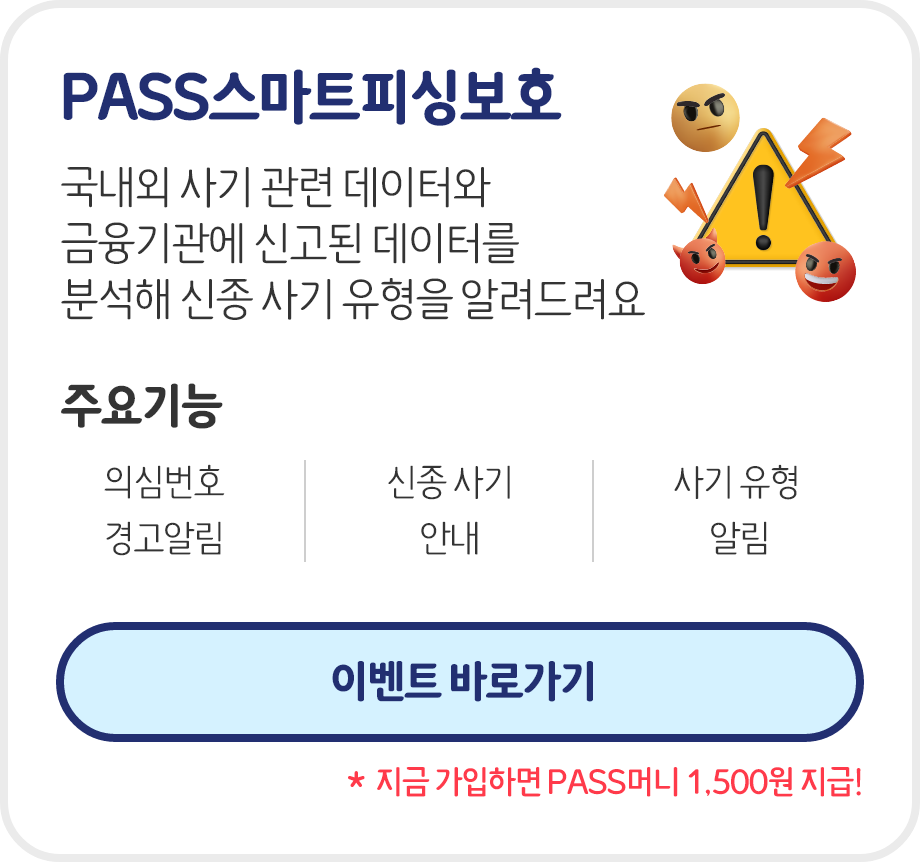 PASS스마트피싱보호
국내외 사기 관련 데이터와
금융기관에 신고된 데이터를
분석해 신종 사기 유형을 알려드려요
주요기능
의심번호
경고알림
신종 사기
안내
사기 유형
알림
이벤트 바로가기
* 지금 가입하면 PASS머니 1,500원 지급!